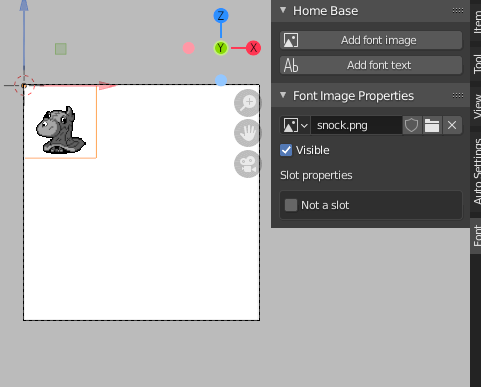 Z
Y
X
Home Base
Add font image
Ab
Add font text
Font Image Properties
snock.png
Visible
Slot properties
Not a slot
Item
Tool
View
Auto Settings
Font